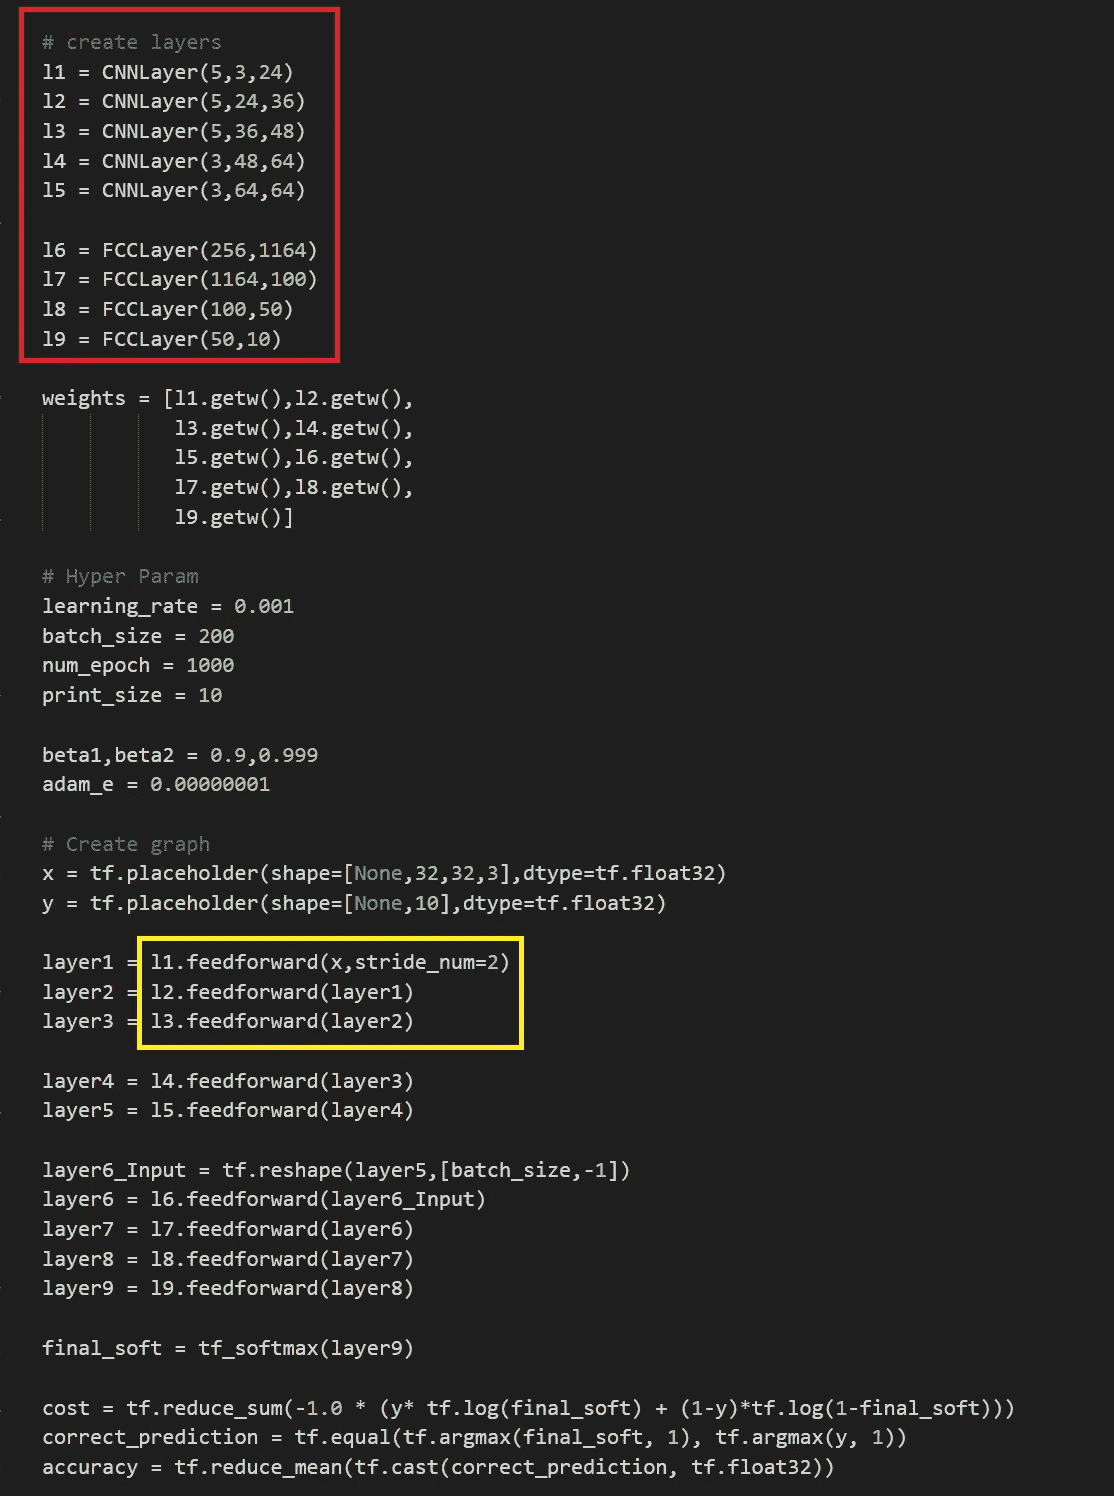 # create layers
l1 = CNNLayer(5,3,24)
l2 = CNNLayer(5,24,36)
l3 = CNNLayer(5,36,48)
l4 = CNNLayer(3,48,64)
l5 = CNNLayer(3,64,64)
l6 = FCCLayer(256,1164)
l7 = FCCLayer(1164,100)
l8 = FCCLayer(100,50)
l9 = FCCLayer(50,10)
weights = [l1.getw(),l2.getw(),
l3.getw(),l4.getw(),
l5.getw(),l6.getw(),
l7.getw(),l8.getw(),
l9.getw()]
# Hyper Param
learning_rate = 0.001
batch_size = 200
num_epoch = 1000
print_size = 10
beta1,beta2 = 0.9,0.999
adam_e = 0.00000001
# Create graph
x = tf.placeholder(shape=[None,32,32,3],dtype=tf.float32)
y = tf.placeholder(shape=[None,10],dtype=tf.float32)
layer1 = l1.feedforward(x,stride_num=2)
layer2 = l2.feedforward(layer1)
layer3 = l3.feedforward(layer2)
layer4 = l4.feedforward(layer3)
layer5 = l5.feedforward(layer4)
layer6_Input = tf.reshape(layer5,[batch_size,-1])
layer6 = l6.feedforward(layer6_Input)
layer7 = l7.feedforward(layer6)
layer8 = l8.feedforward(layer7)
layer9 = l9.feedforward(layer8)
final_soft = tf_softmax(layer9)
cost = tf.reduce_sum(-1.0 * (y* tf.log(final_soft) + (1-y)*tf.log(1-final_soft)))
correct_prediction = tf.equal(tf.argmax(final_soft, 1), tf.argmax(y, 1))
accuracy = tf.reduce_mean(tf.cast(correct_prediction, tf.float32))